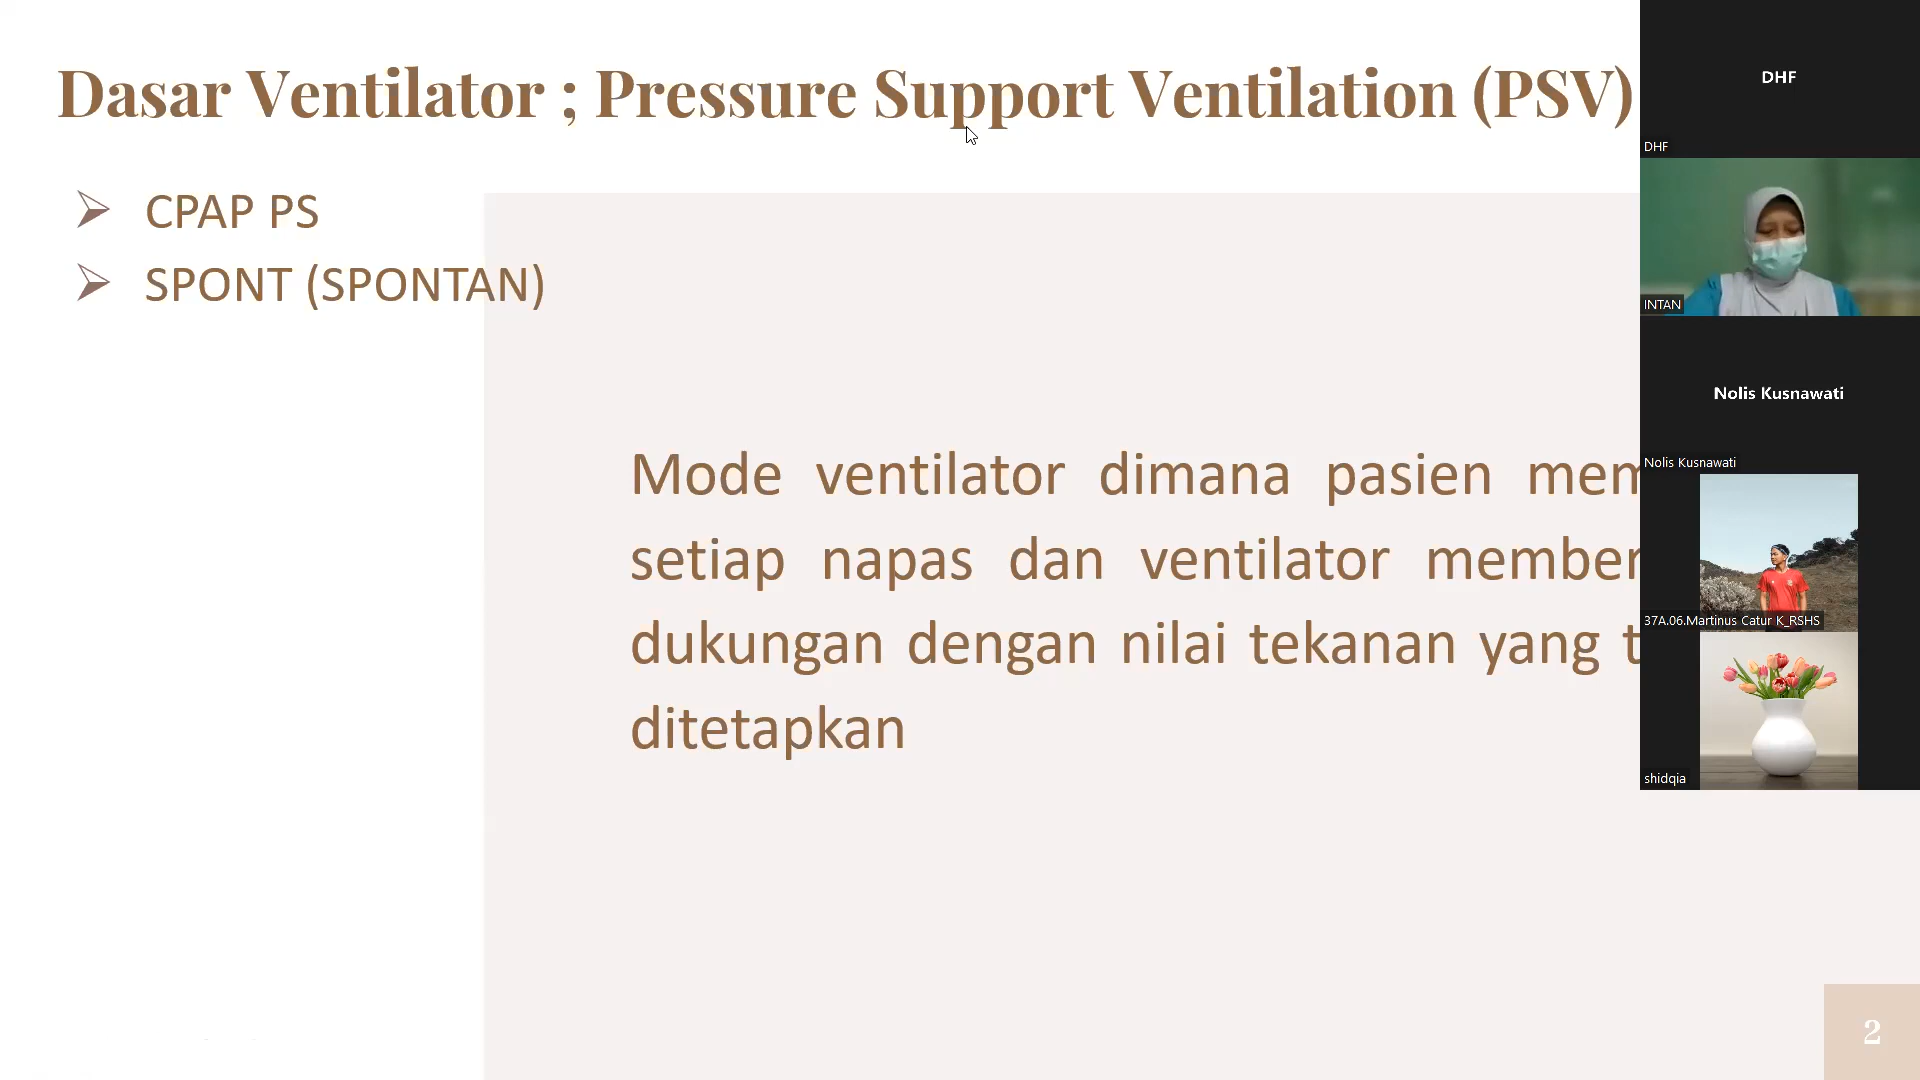 Dasar Ventilator ; Pressure Support Ventilation (PSV)
CPAP PS
SPONT (SPONTAN)
Mode ventilator dimana pasien
setiap napas dan ventilator
dukungan dengan nilai tekanan yang
ditetapkan
2
DHF
DHF
INTAN
Nolis Kusnawati
Nolis Kusnawati
37A.06.Martinus Catur K_RSHS
shidqia